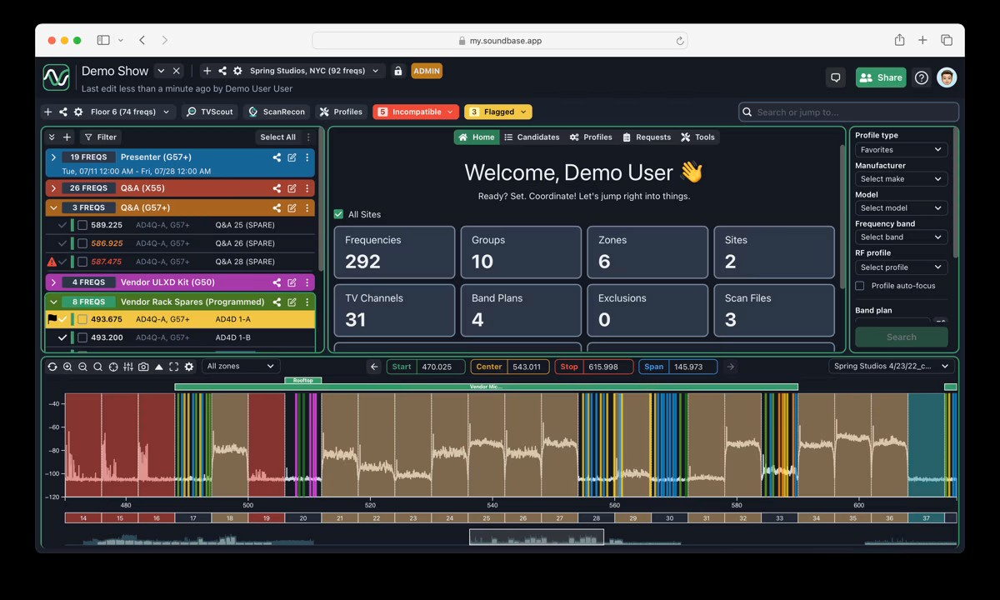 my.soundbase.app
Demo Show
Spring Studios, NYC (92 freqs)
ADMIN
Last edit less than a minute ago by Demo User User
Share
Floor 6 (74 freqs)
TVScout
ScanRecon
Profiles
5 Incompatible
3 Flagged
Search or jump to...
Filter
Select All
19 FREQS Presenter (G57+)
Tue, 07/11 12:00 AM - Fri, 07/28 12:00 AM
26 FREQS Q&A (X55)
3 FREQS Q&A (G57+)
589.225 AD4Q-A, G57+ Q&A 25 (SPARE)
586.925 AD4Q-A, G57+ Q&A 26 (SPARE)
587.475 AD4Q-A, G57+ Q&A 28 (SPARE)
4 FREQS Vendor ULXD Kit (G50)
8 FREQS Vendor Rack Spares (Programmed)
493.675 AD4Q-A, G57+ AD4D 1-A
493.200 AD4Q-A, G57+ AD4D 1-B
Home Candidates Profiles Requests Tools
Welcome, Demo User 👋
Ready? Set. Coordinate! Let's jump right into things.
All Sites
Frequencies Groups Zones Sites
292 10 6 2
TV Channels Band Plans Exclusions Scan Files
31 4 0 3
Profile type
Favorites
Manufacturer
Select make
Model
Select model
Frequency band
Select band
RF profile
Select profile
Profile auto-focus
Band plan
Search
All zones
Start 470.025
Center 543.011
Stop 615.998
Span 145.973
Spring Studios 4/23/22_c...
Rooftop
Vendor Mic...
−40
−60
−80
−100
−120
480 500 520 540 560 580 600
14 15 16 17 18 19 20 21 22 23 24 25 26 27 28 29 30 31 32 33 34 35 36 37